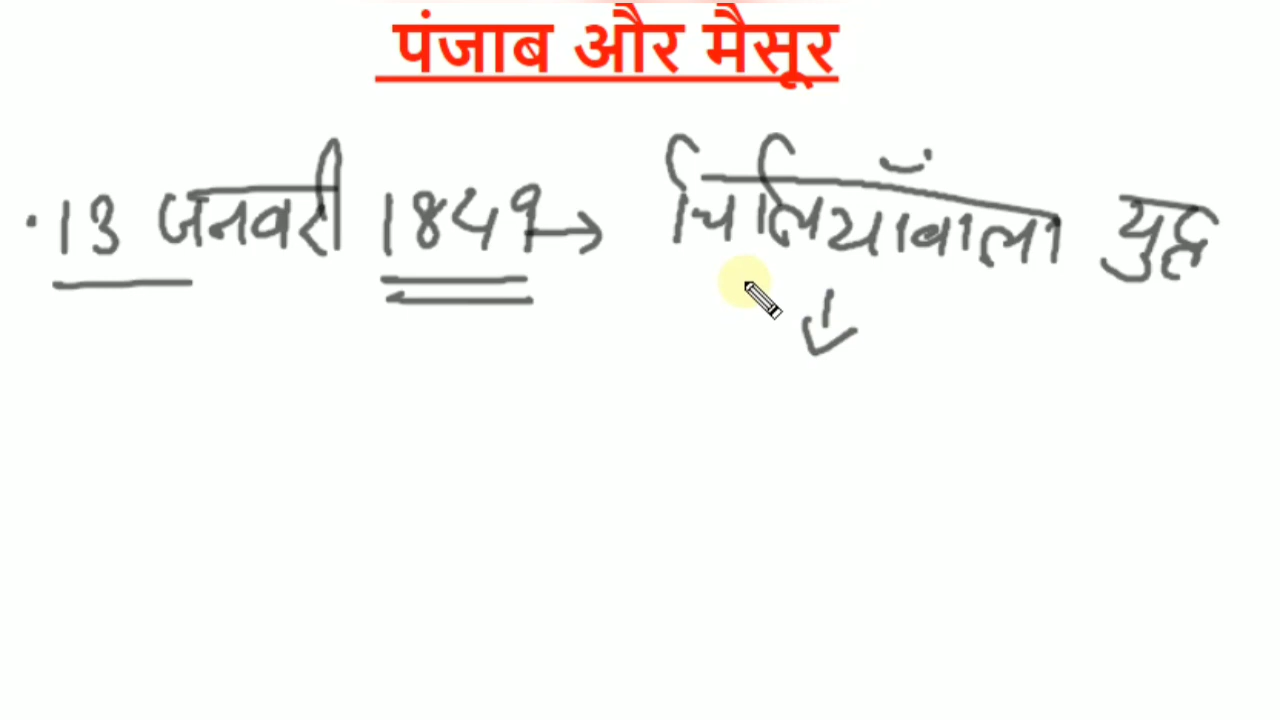 पंजाब और मैसूर
· 13 जनवरी 1849 → चिलियाँवाला युद्ध